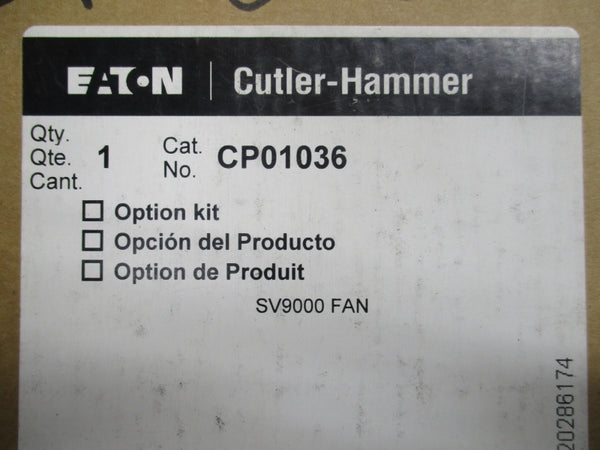 EATON | Cutler-Hammer
Qty.
Qte. 1 Cat. No. CP01036
Cant.
☐ Option kit
☐ Opción del Producto
☐ Option de Produit
SV9000 FAN
20286174